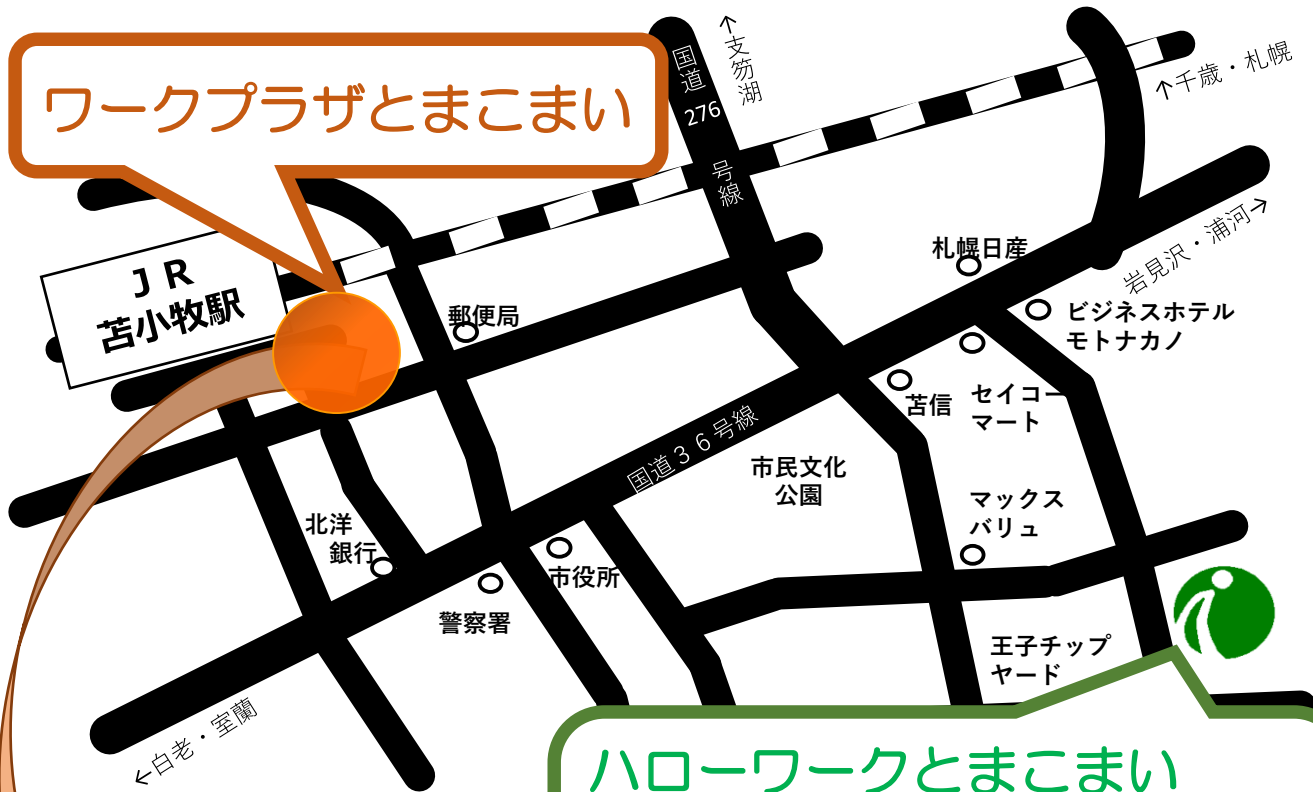 ワークプラザとまこまい
国道
276
号線
↑支笏湖
↑千歳・札幌
ＪＲ
苫小牧駅
郵便局
札幌日産
岩見沢・浦河→
ビジネスホテル
モトナカノ
苫信
セイコー
マート
国道３６号線
市民文化
公園
マックス
バリュ
北洋
銀行
市役所
警察署
王子チップ
ヤード
←白老・室蘭
ハローワークとまこまい